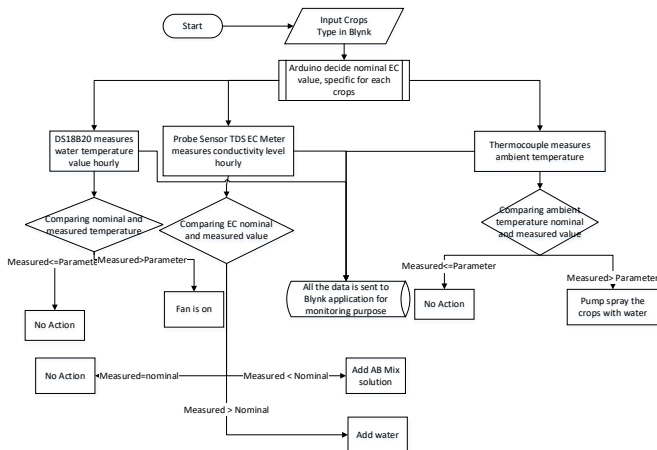 Start
Input Crops
Type in Blynk
Arduino decide nominal EC
value, specific for each
crops
DS18B20 measures
water temperature
value hourly
Probe Sensor TDS EC Meter
measures conductivity level
hourly
Thermocouple measures
ambient temperature
Comparing nominal and
measured temperature
Comparing EC nominal
and measured value
Comparing ambient
temperature nominal
and measured value
Measured<=Parameter
Measured>Parameter
Measured<=Parameter
Measured> Parameter
No Action
Fan is on
All the data is sent to
Blynk application for
monitoring purpose
No Action
Pump spray the
crops with water
No Action
Measured=nominal
Measured < Nominal
Add AB Mix
solution
Measured > Nominal
Add water